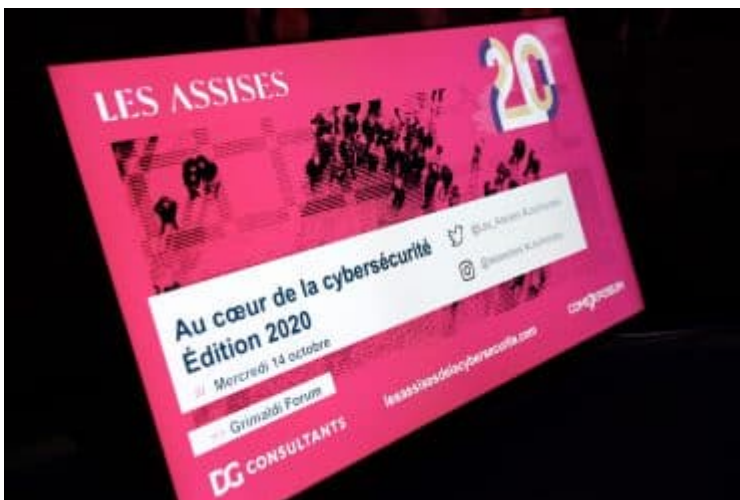 LES ASSISES
20
Au cœur de la cybersécurité
Édition 2020
Mercredi 14 octobre
Grimaldi Forum
lesassisesdelacybersecurite.com
COMEXPOSIUM
DG CONSULTANTS